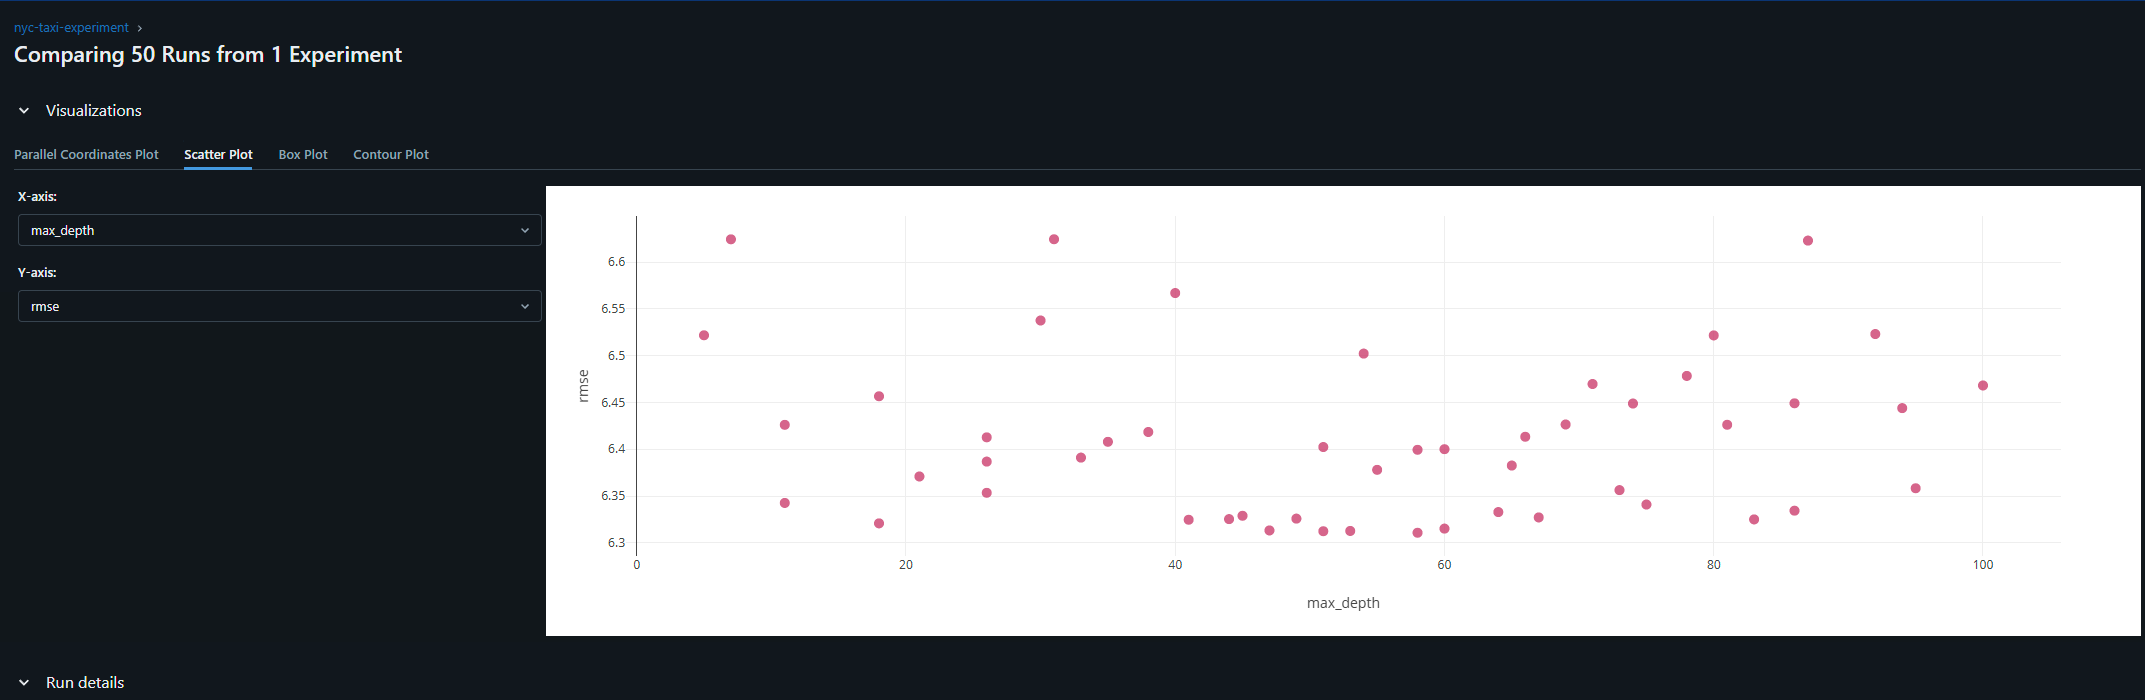 nyc-taxi-experiment ›
Comparing 50 Runs from 1 Experiment
Visualizations
Parallel Coordinates Plot Scatter Plot Box Plot Contour Plot
X-axis:
max_depth
Y-axis:
rmse
6.6
6.55
6.5
6.45
6.4
6.35
6.3
rmse
0 20 40 60 80 100
max_depth
Run details